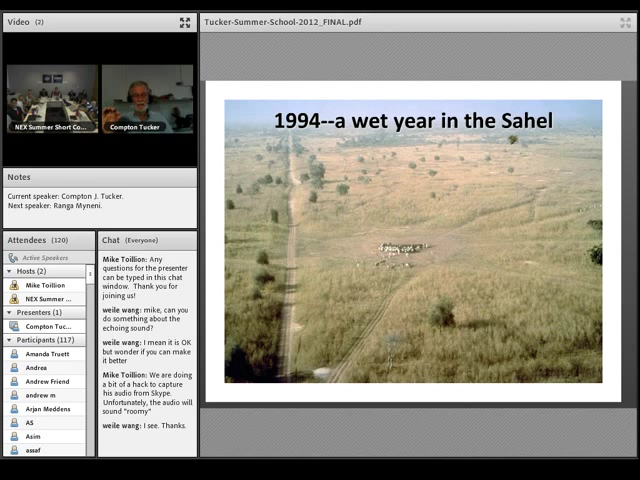 Video (2)
NEX Summer Short Co...
Compton Tucker
Notes
Current speaker: Compton J. Tucker.
Next speaker: Ranga Myneni.
Attendees (120)
Active Speakers
Hosts (2)
Mike Toillion
NEX Summer ...
Presenters (1)
Compton Tuc...
Participants (117)
Amanda Truett
Andrea
Andrew Friend
andrew m
Arjan Meddens
AS
Asim
assaf
Chat (Everyone)
Mike Toillion: Any
questions for the presenter
can be typed in this chat
window. Thank you for
joining us!
weile wang: mike, can you
do something about the
echoing sound?
weile wang: I mean it is OK
but wonder if you can make
it better
Mike Toillion: We are doing
a bit of a hack to capture
his audio from Skype.
Unfortunately, the audio will
sound "roomy"
weile wang: I see. Thanks.
Tucker-Summer-School-2012_FINAL.pdf
1994--a wet year in the Sahel